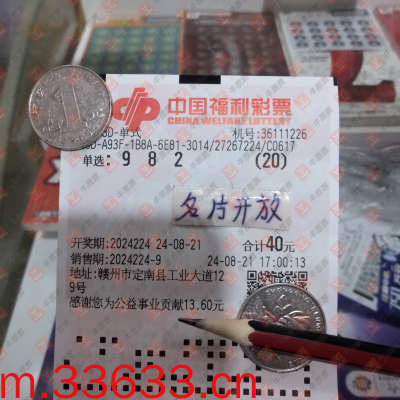 中国福利彩票
CHINA WELFARE LOTTERY
3D-单式 机号:36111226
A93F-1B8A-6EB1-3014/27267224/C0617
单选: 9 8 2 (20)
名片开放
开奖期:2024224 24-08-21 合计40元
销售期:2024224-9 24-08-21 17:00:13
地址:赣州市定南县工业大道12
9号
感谢您为公益事业贡献13.60元
m.33633.cn